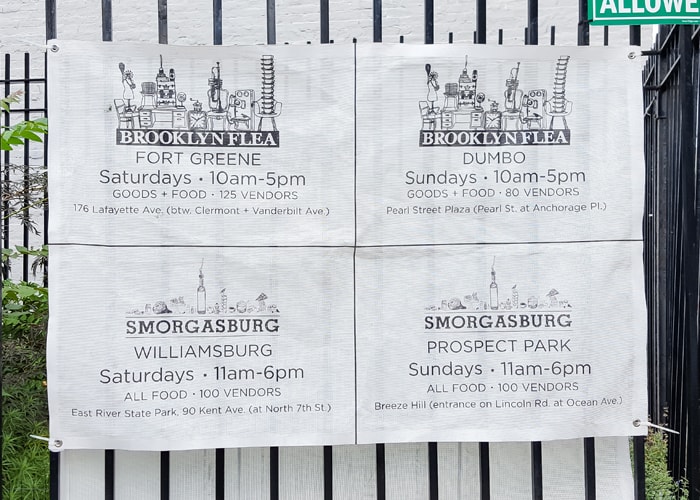 ALLOWE
BROOKLYN FLEA
FORT GREENE
Saturdays • 10am-5pm
GOODS + FOOD • 125 VENDORS
176 Lafayette Ave. (btw. Clermont + Vanderbilt Ave.)
BROOKLYN FLEA
DUMBO
Sundays • 10am-5pm
GOODS + FOOD • 80 VENDORS
Pearl Street Plaza (Pearl St. at Anchorage Pl.)
SMORGASBURG
WILLIAMSBURG
Saturdays • 11am-6pm
ALL FOOD • 100 VENDORS
East River State Park, 90 Kent Ave. (at North 7th St.)
SMORGASBURG
PROSPECT PARK
Sundays • 11am-6pm
ALL FOOD • 100 VENDORS
Breeze Hill (entrance on Lincoln Rd. at Ocean Ave.)